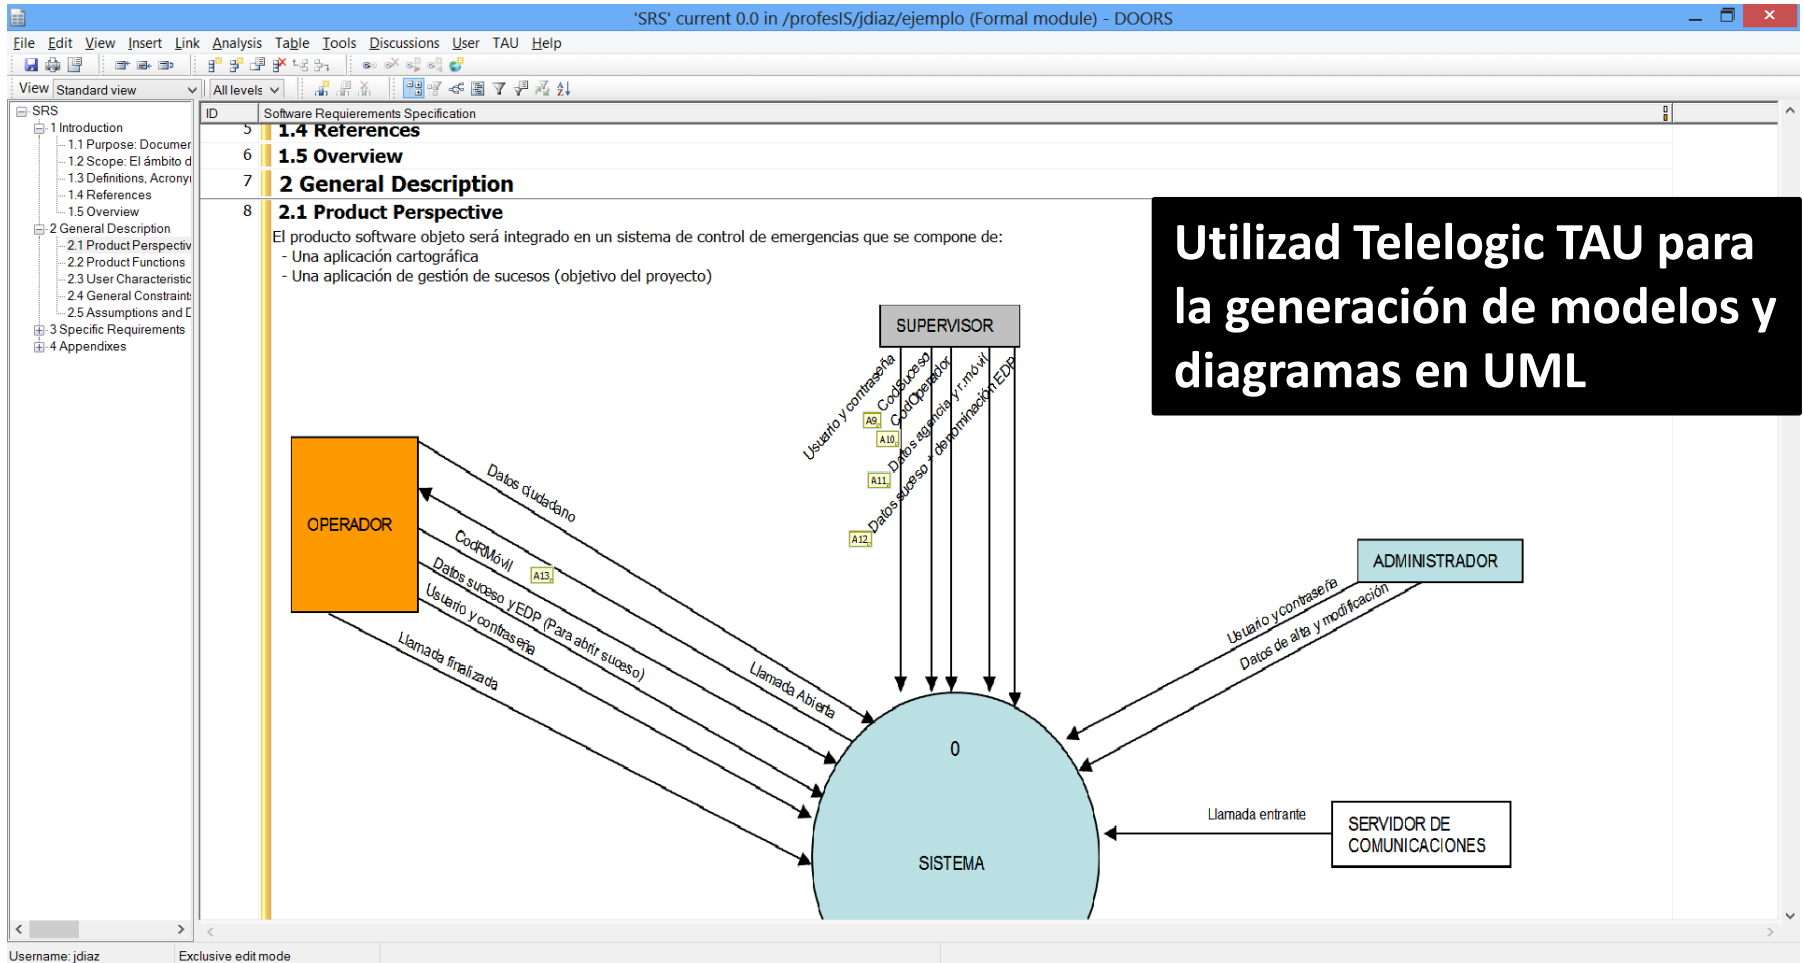 'SRS' current 0.0 in /profesIS/jdiaz/ejemplo (Formal module) - DOORS
File Edit View Insert Link Analysis Table Tools Discussions User TAU Help
View Standard view All levels
SRS
1 Introduction
1.1 Purpose: Documer
1.2 Scope: El ámbito d
1.3 Definitions, Acrony
1.4 References
1.5 Overview
2 General Description
2.1 Product Perspectiv
2.2 Product Functions
2.3 User Characteristic
2.4 General Constraint
2.5 Assumptions and D
3 Specific Requirements
4 Appendixes
ID Software Requierements Specification
5 1.4 References
6 1.5 Overview
7 2 General Description
8 2.1 Product Perspective
El producto software objeto será integrado en un sistema de control de emergencias que se compone de:
- Una aplicación cartográfica
- Una aplicación de gestión de sucesos (objetivo del proyecto)
Utilizad Telelogic TAU para
la generación de modelos y
diagramas en UML
SUPERVISOR
Usuario y contraseña
CodSuceso
CodOperador
Datos agencia y r.móvil
Datos suceso + denominación EDP
A9
A10
A11
A12
OPERADOR
Datos ciudadano
CodRMóvil
A13
Datos suceso y EDP (Para abrir suceso)
Usuario y contraseña
Llamada finalizada
Llamada Abierta
ADMINISTRADOR
Usuario y contraseña
Datos de alta y modificación
0
SISTEMA
Llamada entrante
SERVIDOR DE
COMUNICACIONES
Username: jdiaz Exclusive edit mode